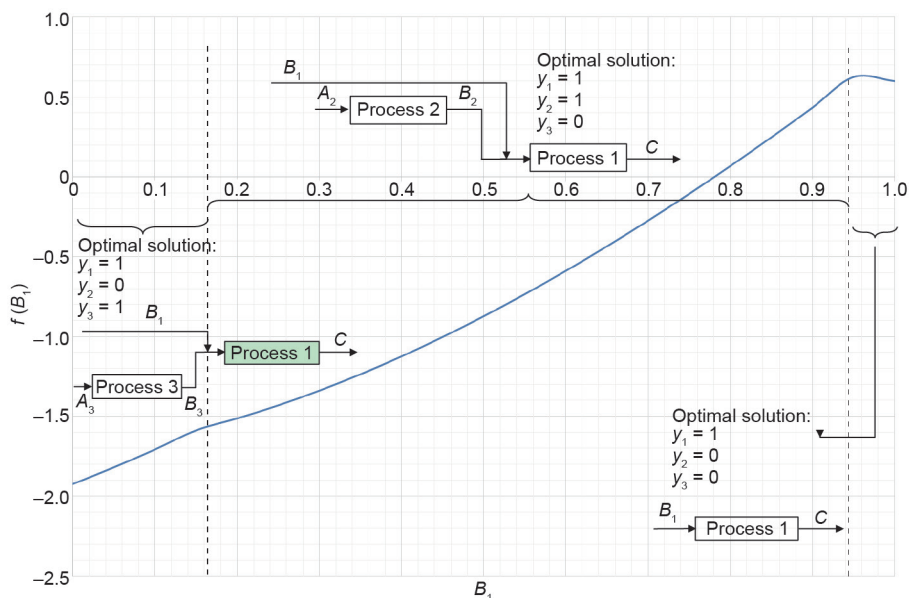 1.0
0.5
0
−0.5
−1.0
−1.5
−2.0
−2.5
f (B₁)
0 0.1 0.2 0.3 0.4 0.5 0.6 0.7 0.8 0.9 1.0
B₁
B₁
A₂ Process 2 B₂
Optimal solution:
y₁ = 1
y₂ = 1
y₃ = 0
Process 1 C
Optimal solution:
y₁ = 1
y₂ = 0
y₃ = 1
B₁
Process 1 C
A₃ Process 3 B₃
Optimal solution:
y₁ = 1
y₂ = 0
y₃ = 0
B₁ Process 1 C